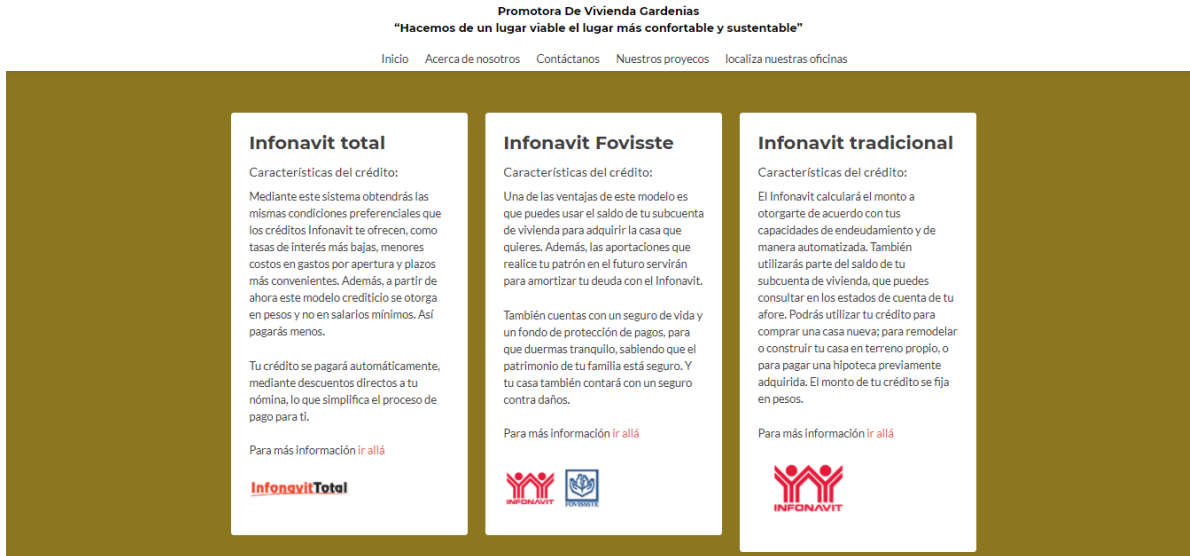 Promotora De Vivienda Gardenias
“Hacemos de un lugar viable el lugar más confortable y sustentable”
Inicio Acerca de nosotros Contáctanos Nuestros proyecos localiza nuestras oficinas
Infonavit total
Características del crédito:
Mediante este sistema obtendrás las
mismas condiciones preferenciales que
los créditos Infonavit te ofrecen, como
tasas de interés más bajas, menores
costos en gastos por apertura y plazos
más convenientes. Además, a partir de
ahora este modelo crediticio se otorga
en pesos y no en salarios mínimos. Así
pagarás menos.
Tu crédito se pagará automáticamente,
mediante descuentos directos a tu
nómina, lo que simplifica el proceso de
pago para ti.
Para más información ir allá
InfonavitTotal
Infonavit Fovisste
Características del crédito:
Una de las ventajas de este modelo es
que puedes usar el saldo de tu subcuenta
de vivienda para adquirir la casa que
quieres. Además, las aportaciones que
realice tu patrón en el futuro servirán
para amortizar tu deuda con el Infonavit.
También cuentas con un seguro de vida y
un fondo de protección de pagos, para
que duermas tranquilo, sabiendo que el
patrimonio de tu familia está seguro. Y
tu casa también contará con un seguro
contra daños.
Para más información ir allá
INFONAVIT
FOVISSSTE
Infonavit tradicional
Características del crédito:
El Infonavit calculará el monto a
otorgarte de acuerdo con tus
capacidades de endeudamiento y de
manera automatizada. También
utilizarás parte del saldo de tu
subcuenta de vivienda, que puedes
consultar en los estados de cuenta de tu
afore. Podrás utilizar tu crédito para
comprar una casa nueva; para remodelar
o construir tu casa en terreno propio, o
para pagar una hipoteca previamente
adquirida. El monto de tu crédito se fija
en pesos.
Para más información ir allá
INFONAVIT